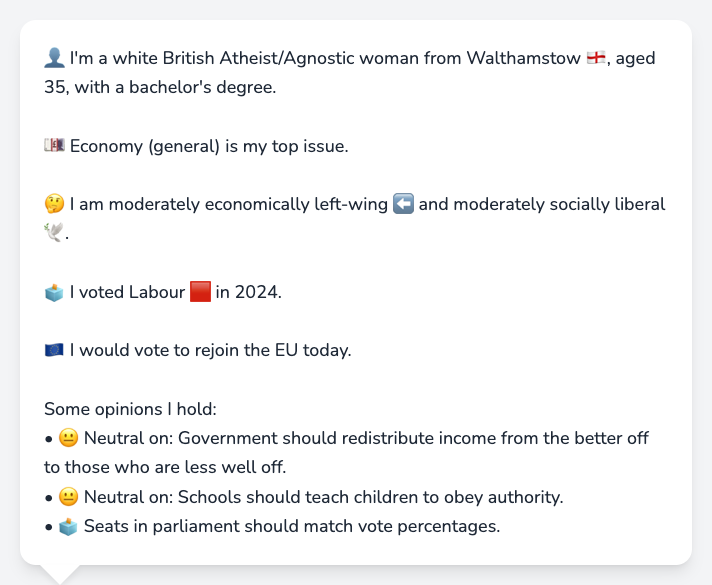 👤 I'm a white British Atheist/Agnostic woman from Walthamstow 🏴󠁧󠁢󠁥󠁮󠁧󠁿, aged
35, with a bachelor's degree.
💷 Economy (general) is my top issue.
🤔 I am moderately economically left-wing ⬅️ and moderately socially liberal
🕊️.
🗳️ I voted Labour 🟥 in 2024.
🇪🇺 I would vote to rejoin the EU today.
Some opinions I hold:
• 😐 Neutral on: Government should redistribute income from the better off
to those who are less well off.
• 😐 Neutral on: Schools should teach children to obey authority.
• 🗳️ Seats in parliament should match vote percentages.